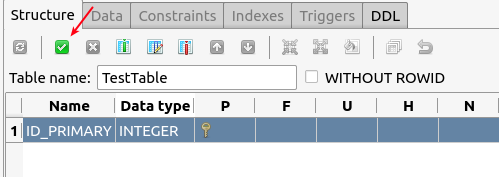 Structure Data Constraints Indexes Triggers DDL
Table name: TestTable WITHOUT ROWID
Name Data type P F U H N
1 ID_PRIMARY INTEGER